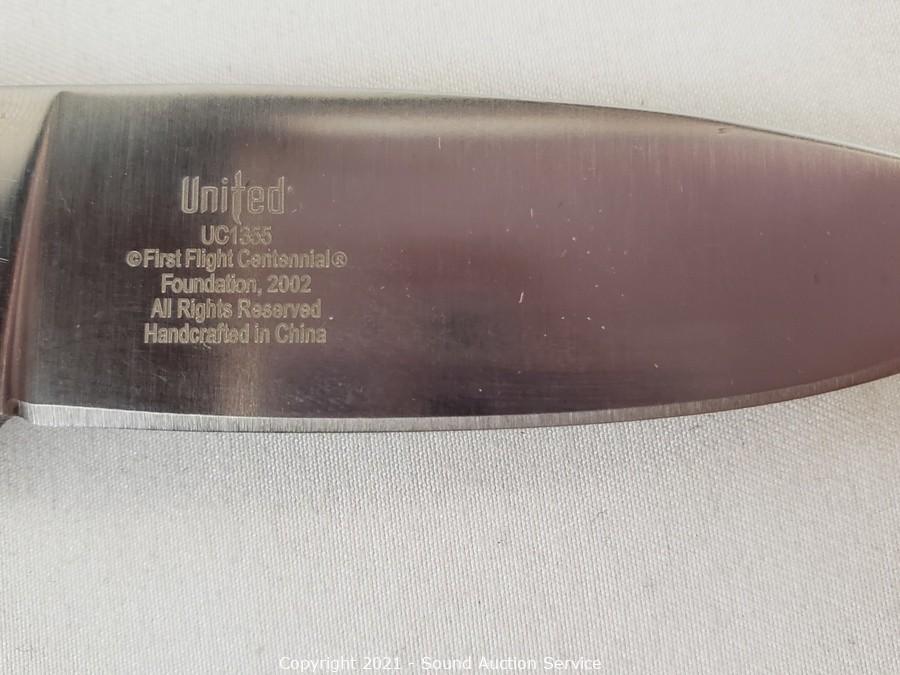 United
UC1355
©First Flight Centennial®
Foundation, 2002
All Rights Reserved
Handcrafted in China
Copyright 2021 - Sound Auction Service